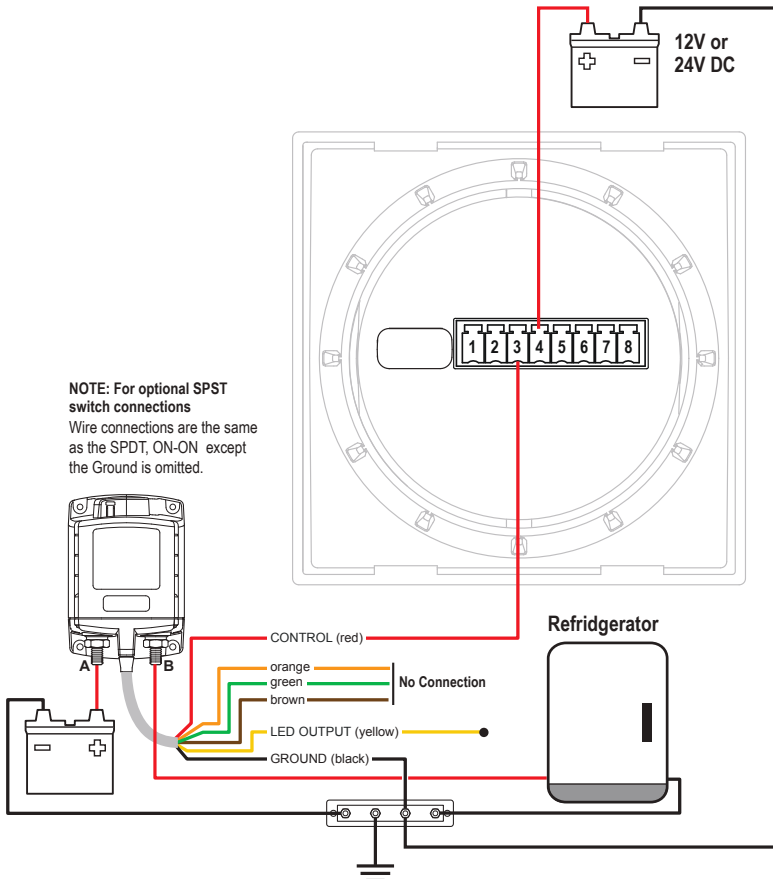 12V or
24V DC
1 2 3 4 5 6 7 8
NOTE: For optional SPST
switch connections
Wire connections are the same
as the SPDT, ON-ON except
the Ground is omitted.
A
B
CONTROL (red)
orange
green
brown
No Connection
LED OUTPUT (yellow)
GROUND (black)
Refridgerator